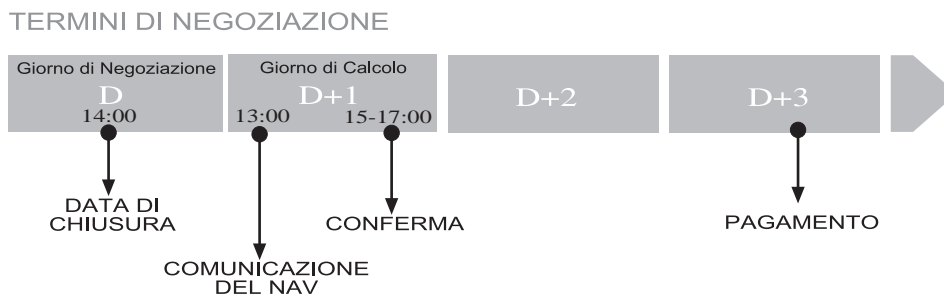 TERMINI DI NEGOZIAZIONE
Giorno di Negoziazione
D
14:00
Giorno di Calcolo
D+1
13:00 15-17:00
D+2
D+3
DATA DI
CHIUSURA
CONFERMA
PAGAMENTO
COMUNICAZIONE
DEL NAV